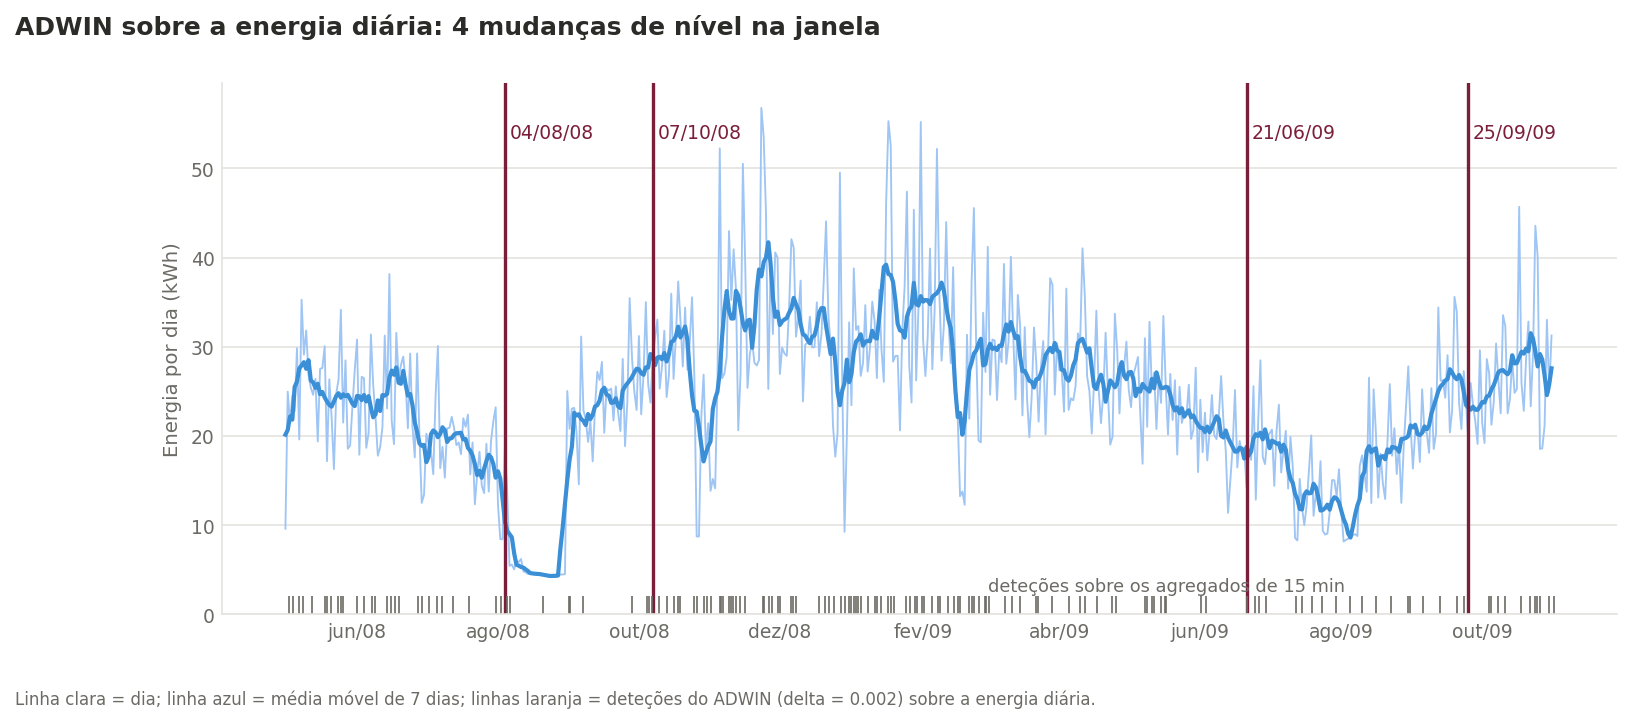 ADWIN sobre a energia diária: 4 mudanças de nível na janela
04/08/08
07/10/08
21/06/09
25/09/09
Energia por dia (kWh)
50
40
30
20
10
0
deteções sobre os agregados de 15 min
jun/08
ago/08
out/08
dez/08
fev/09
abr/09
jun/09
ago/09
out/09
Linha clara = dia; linha azul = média móvel de 7 dias; linhas laranja = deteções do ADWIN (delta = 0.002) sobre a energia diária.